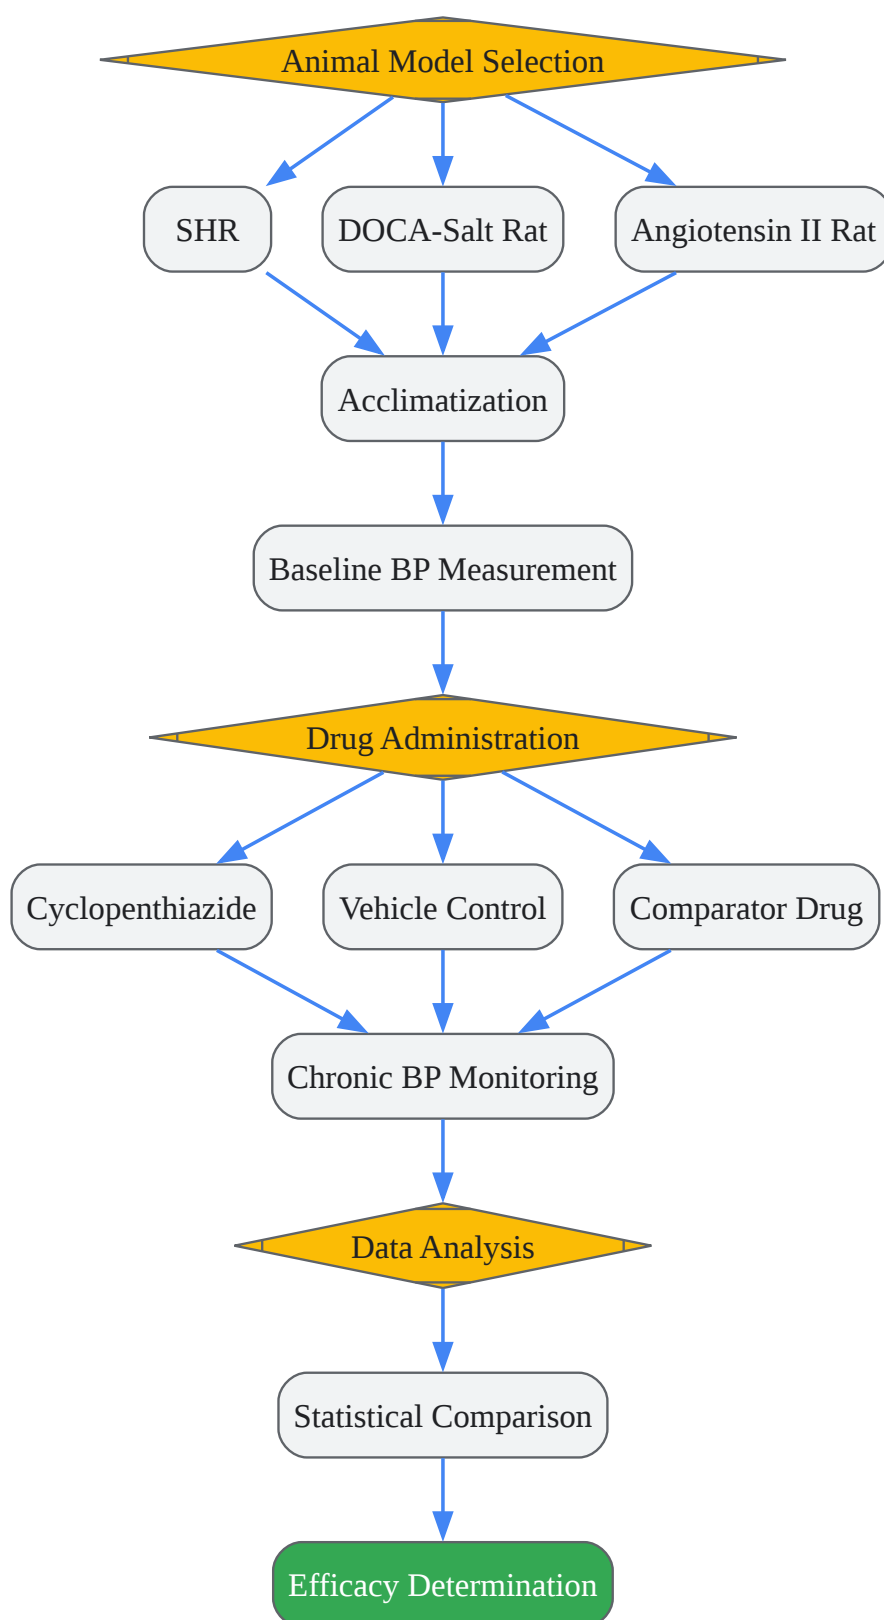 Animal Model Selection
SHR
DOCA-Salt Rat
Angiotensin II Rat
Acclimatization
Baseline BP Measurement
Drug Administration
Cyclopenthiazide
Vehicle Control
Comparator Drug
Chronic BP Monitoring
Data Analysis
Statistical Comparison
Efficacy Determination